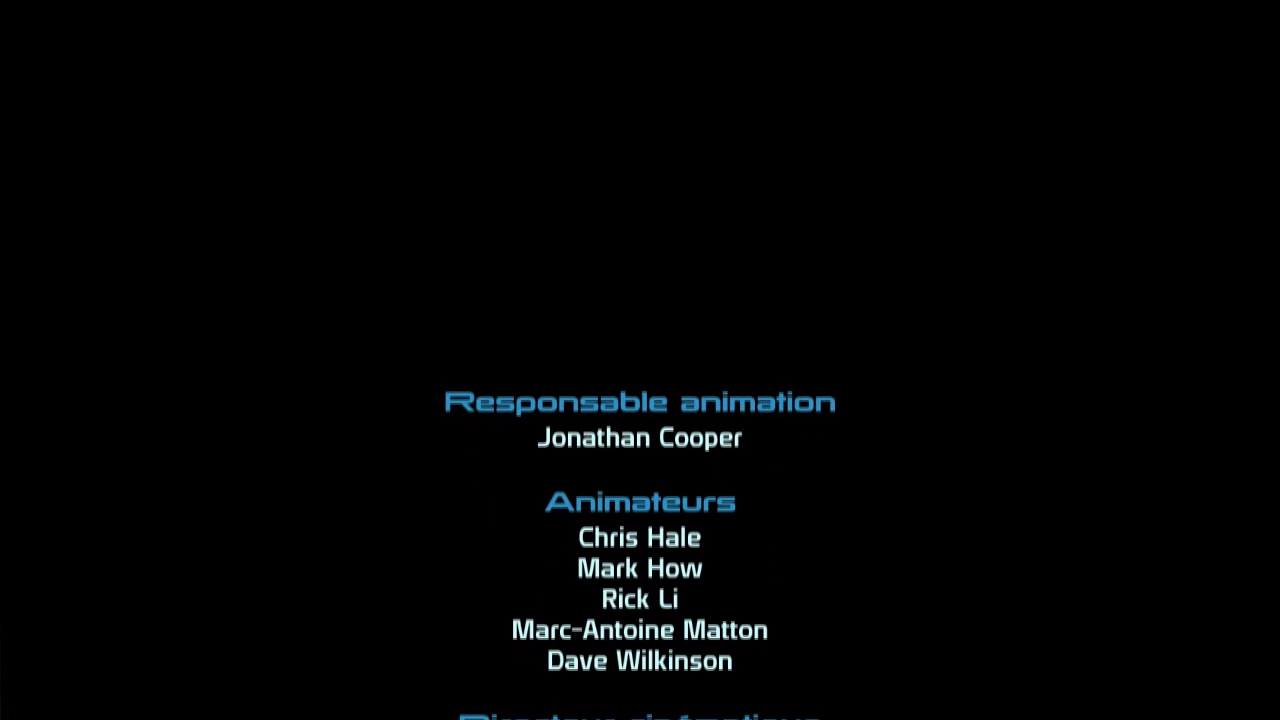 Responsable animation
Jonathan Cooper
Animateurs
Chris Hale
Mark How
Rick Li
Marc-Antoine Matton
Dave Wilkinson